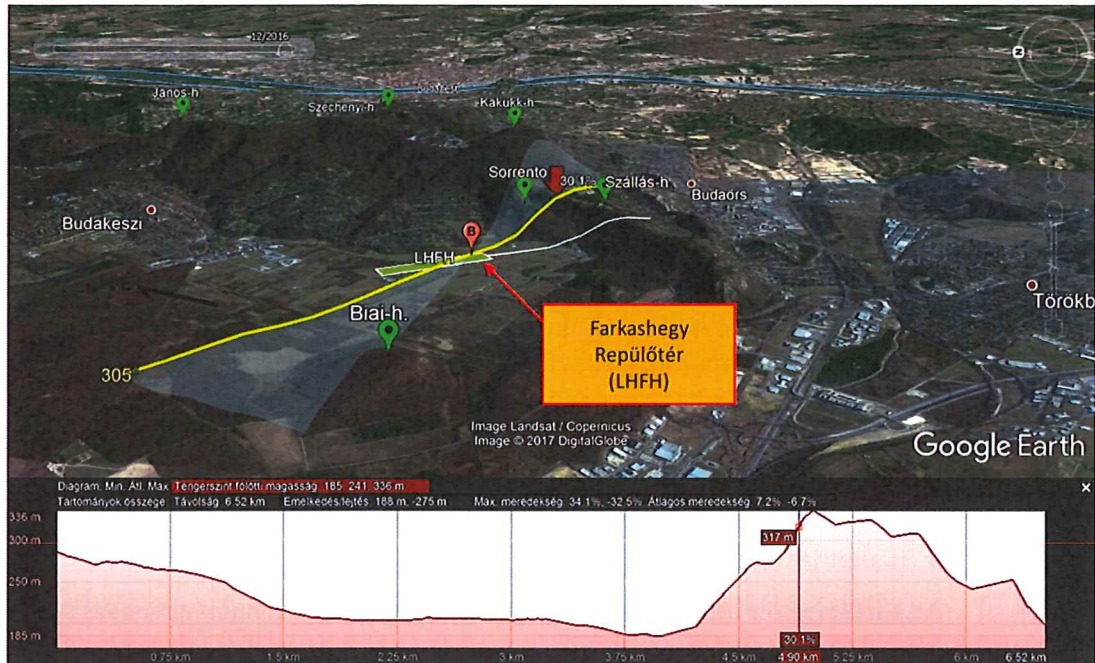 12/2016
János-h
Széchenyi-h
Budapest
Kakukk-h
Sorrento
30.1%
Szállás-h
Budaörs
Budakeszi
B
LHFH
Biai-h.
Törökb
305°
Farkashegy
Repülőtér
(LHFH)
Image Landsat / Copernicus
Image © 2017 DigitalGlobe
Google Earth
Diagram: Min. Átl. Max Tengerszint fölötti magasság: 185, 241, 336 m
Tartományok összege: Távolság: 6.52 km Emelkedés/lejtés: 188 m, -275 m Max. meredekség: 34.1%, -32.5% Átlagos meredekség: 7.2%, -6.7%
336 m
300 m
250 m
185 m
317 m
30.1%
0.75 km 1.5 km 2.25 km 3 km 3.75 km 4.5 km 4.90 km 5.25 km 6 km 6.52 km